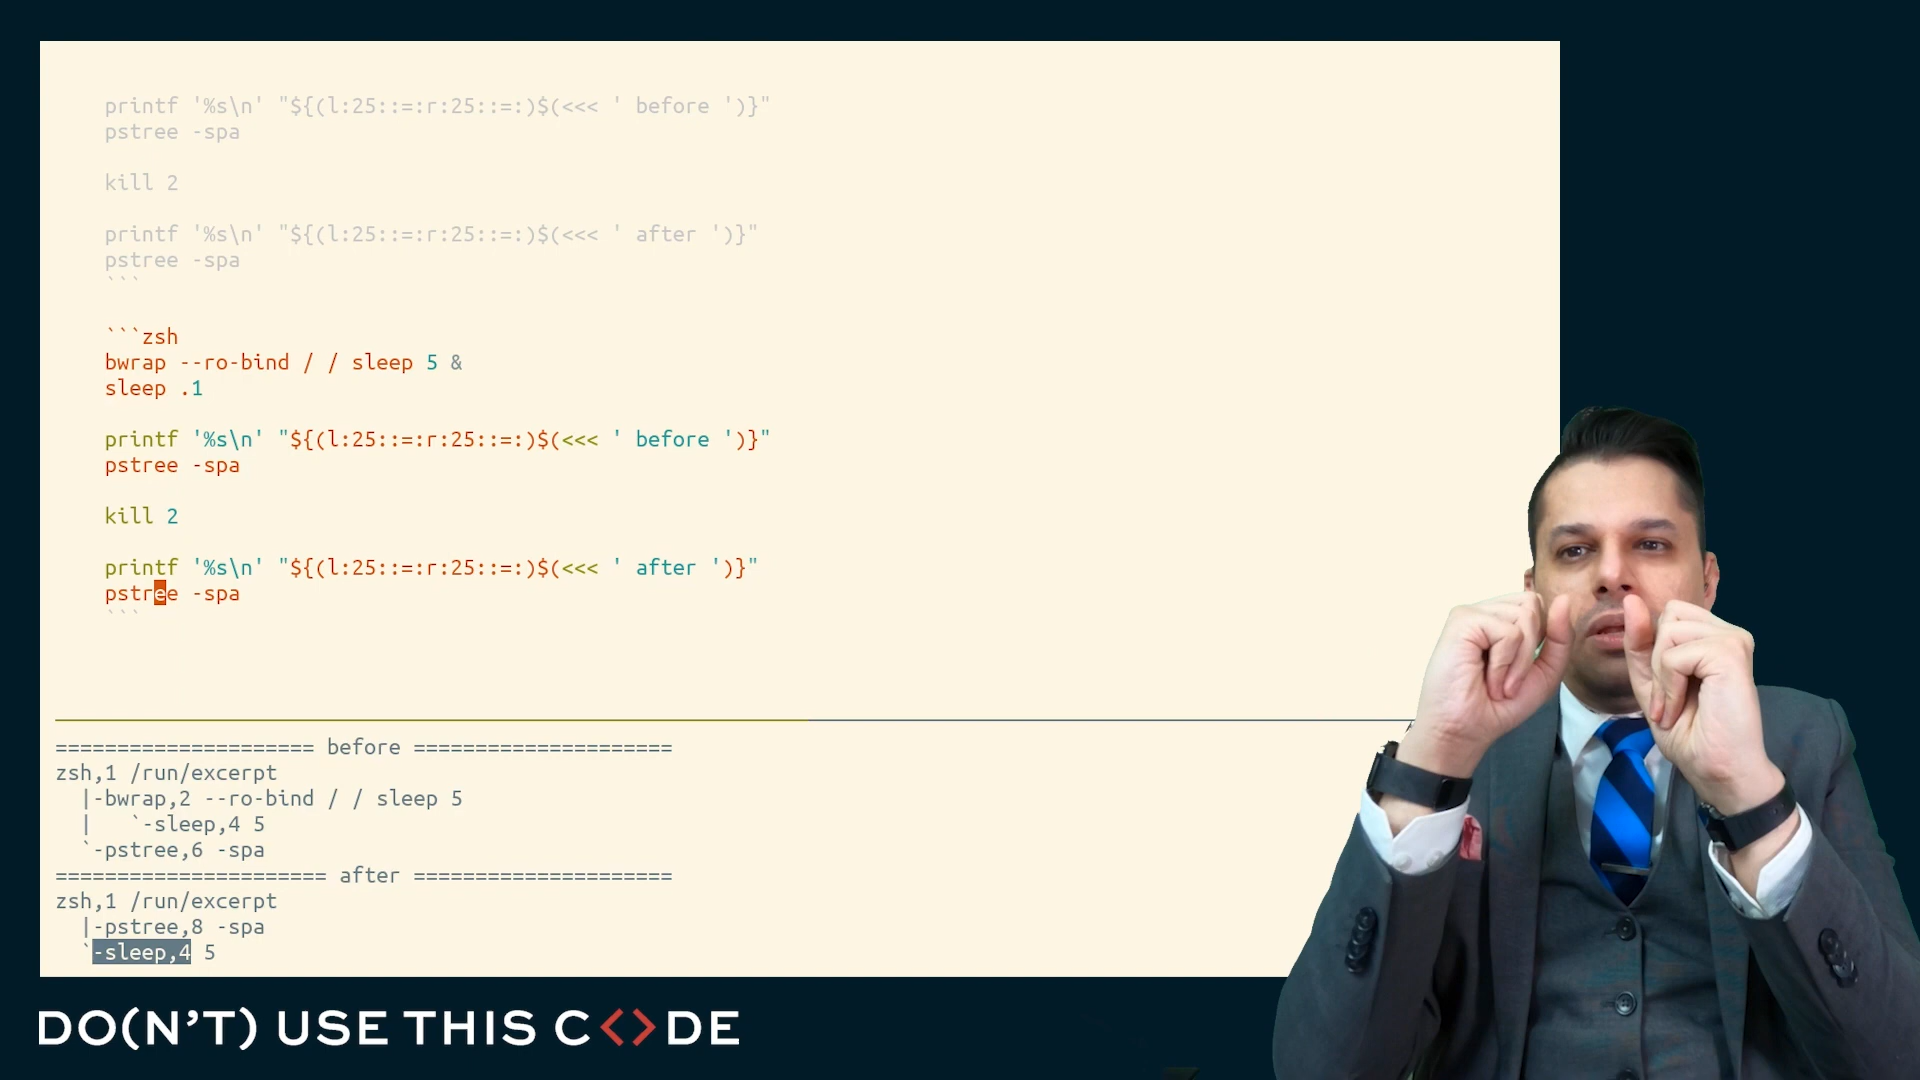 printf '%s\n' "${(l:25::=:r:25::=:)$(<<< ' before ')}"
pstree -spa
kill 2
printf '%s\n' "${(l:25::=:r:25::=:)$(<<< ' after ')}"
pstree -spa
```
```zsh
bwrap --ro-bind / / sleep 5 &
sleep .1
printf '%s\n' "${(l:25::=:r:25::=:)$(<<< ' before ')}"
pstree -spa
kill 2
printf '%s\n' "${(l:25::=:r:25::=:)$(<<< ' after ')}"
pstree -spa
```
===================== before =====================
zsh,1 /run/excerpt
  |-bwrap,2 --ro-bind / / sleep 5
  |   `-sleep,4 5
  `-pstree,6 -spa
====================== after =====================
zsh,1 /run/excerpt
  |-pstree,8 -spa
  `-sleep,4 5
DO(N'T) USE THIS C<>DE